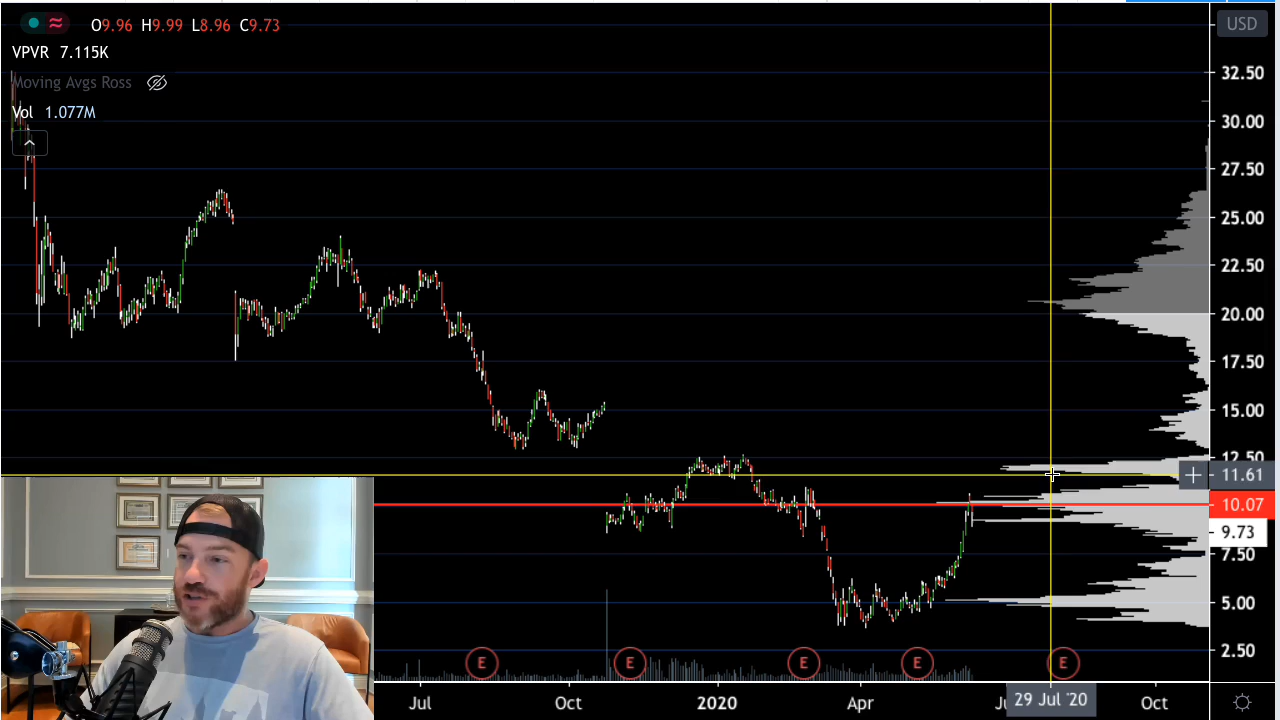 O9.96 H9.99 L8.96 C9.73
USD
VPVR 7.115K
Moving Avgs Ross
Vol 1.077M
32.50
30.00
27.50
25.00
22.50
20.00
17.50
15.00
12.50
11.61
10.07
9.73
7.50
5.00
2.50
E E E E E
Jul Oct 2020 Apr 29 Jul '20 Oct